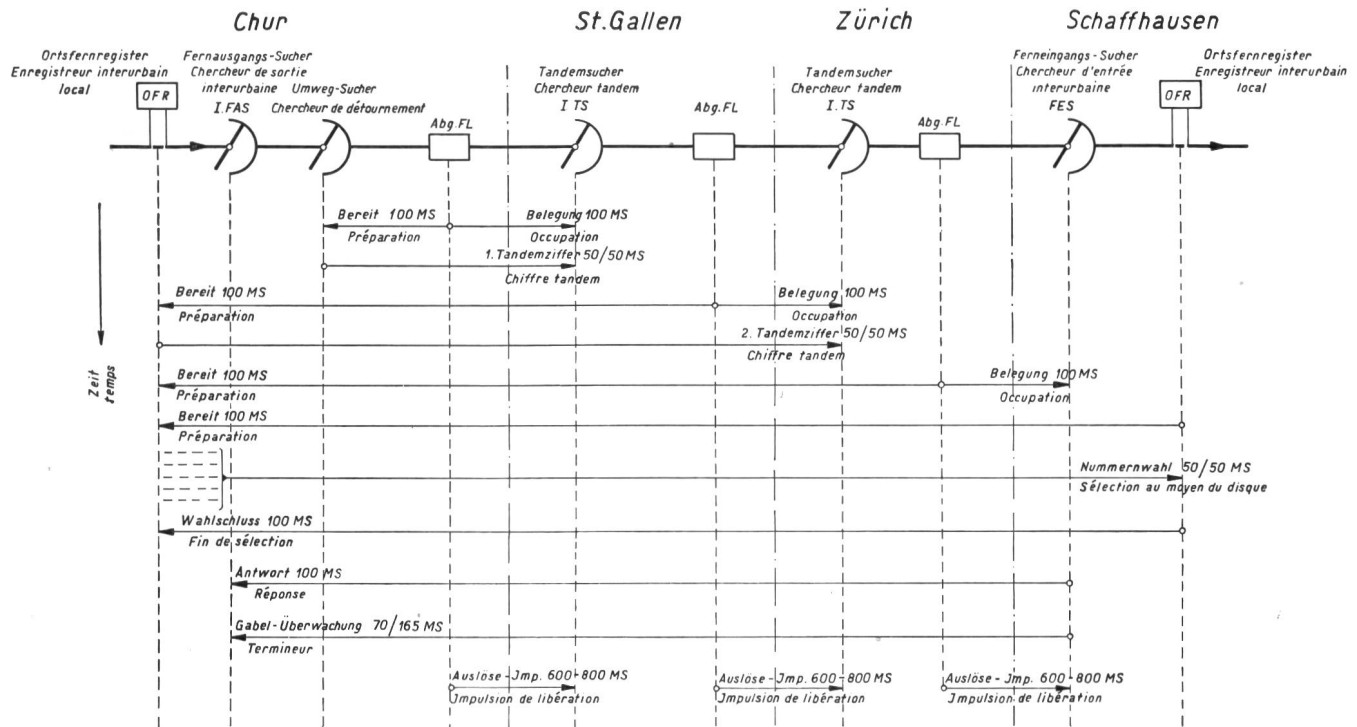 Chur
St.Gallen
Zürich
Schaffhausen
Ortsfernregister
Enregistreur interurbain
local
OFR
Fernausgangs-Sucher
Chercheur de sortie
interurbaine
I.FAS
Umweg-Sucher
Chercheur de détournement
Abg.FL
Tandemsucher
Chercheur tandem
I TS
Abg.FL
Tandemsucher
Chercheur tandem
I.TS
Abg.FL
Ferneingangs-Sucher
Chercheur d'entrée
interurbaine
FES
Ortsfernregister
Enregistreur interurbain
local
OFR
Zeit
temps
Bereit 100 MS
Préparation
Belegung 100 MS
Occupation
1. Tandemziffer 50/50 MS
Chiffre tandem
Bereit 100 MS
Préparation
Belegung 100 MS
Occupation
2. Tandemziffer 50/50 MS
Chiffre tandem
Bereit 100 MS
Préparation
Belegung 100 MS
Occupation
Bereit 100 MS
Préparation
Nummernwahl 50/50 MS
Sélection au moyen du disque
Wahlschluss 100 MS
Fin de sélection
Antwort 100 MS
Réponse
Gabel-Überwachung 70/165 MS
Termineur
Auslöse-Jmp. 600-800 MS
Jmpulsion de libération
Auslöse-Jmp. 600-800 MS
Jmpulsion de libération
Auslöse-Jmp. 600-800 MS
Jmpulsion de libération